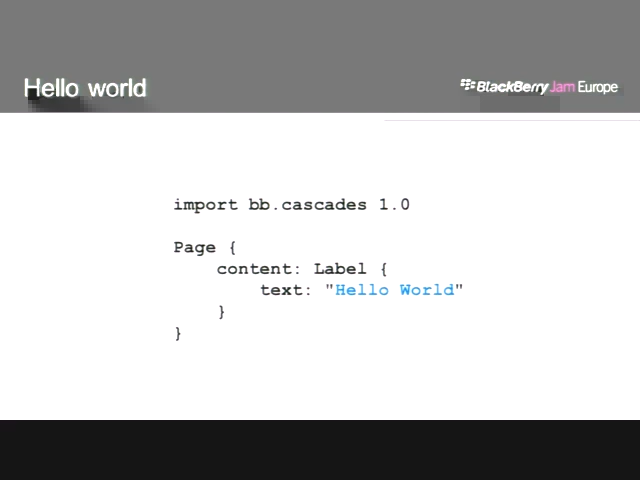 Hello world
BlackBerry Jam Europe
import bb.cascades 1.0
Page {
    content: Label {
        text: "Hello World"
    }
}